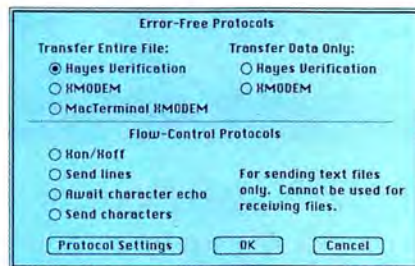 Error-Free Protocols
Transfer Entire File:
Hayes Verification
XMODEM
MacTerminal XMODEM
Transfer Data Only:
Hayes Verification
XMODEM
Flow-Control Protocols
Xon/Xoff
Send lines
Await character echo
Send characters
For sending text files
only. Cannot be used for
receiving files.
Protocol Settings
OK
Cancel